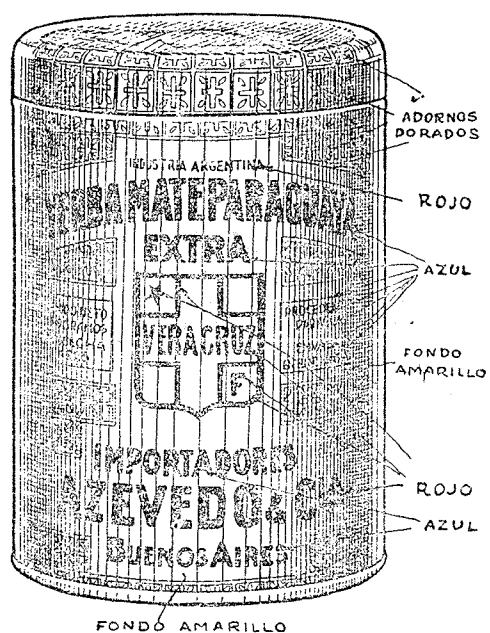 ADORNOS
DORADOS
INDUSTRIA ARGENTINA
ROJO
YERBA MATE PARAGUAYA
EXTRA
AZUL
VERACRUZ
FONDO
AMARILLO
F
IMPORTADORES
ROJO
AZEVEDO & Cia
AZUL
BUENOS AIRES
FONDO AMARILLO